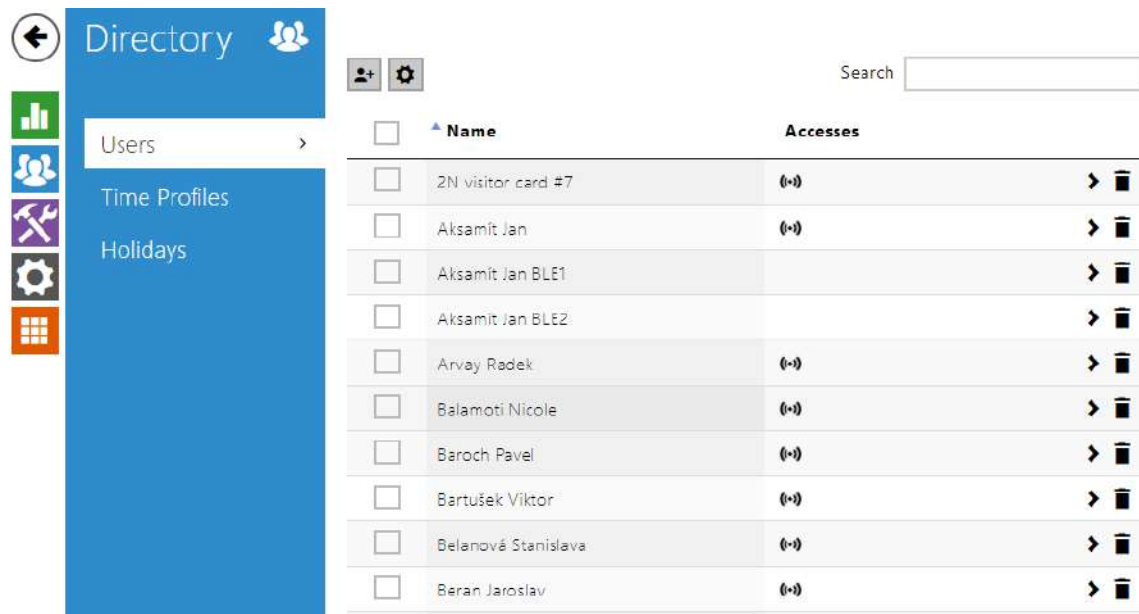 Directory
Search
Users
Name Accesses
Time Profiles
Holidays
2N visitor card #7
Aksamít Jan
Aksamít Jan BLE1
Aksamít Jan BLE2
Arvay Radek
Balamoti Nicole
Baroch Pavel
Bartušek Viktor
Belanová Stanislava
Beran Jaroslav